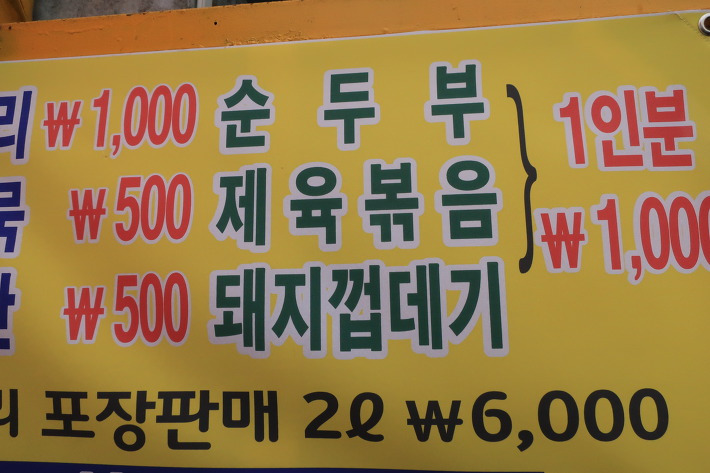 리 ₩1,000 순두부 1인분
₩500 제육볶음 ₩1,000
₩500 돼지껍데기
포장판매 2ℓ ₩6,000